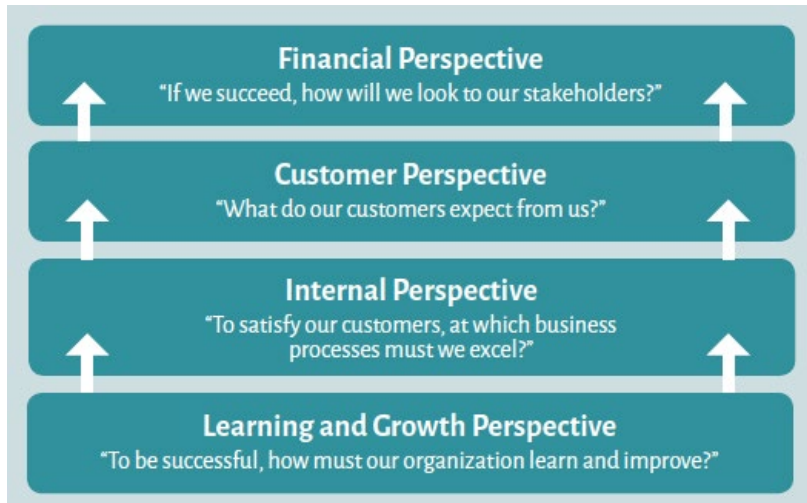 Financial Perspective
“If we succeed, how will we look to our stakeholders?”
Customer Perspective
“What do our customers expect from us?”
Internal Perspective
“To satisfy our customers, at which business
processes must we excel?”
Learning and Growth Perspective
“To be successful, how must our organization learn and improve?”